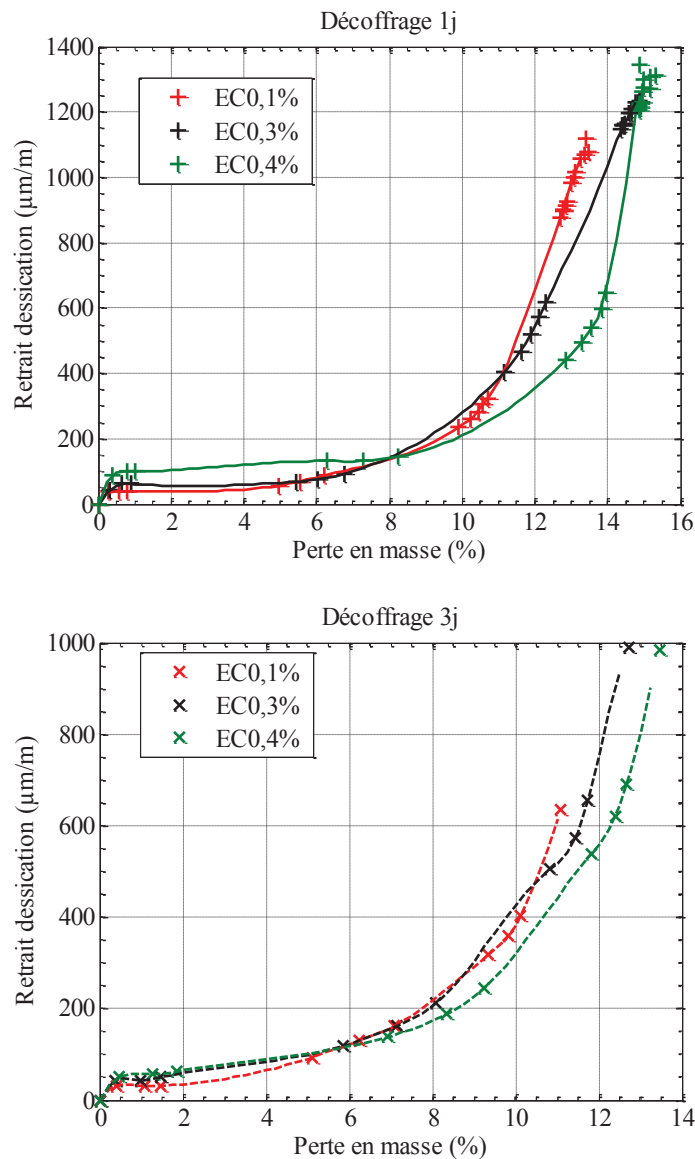 Décoffrage 1j
1400
1200
1000
800
600
400
200
0
Retrait dessication (µm/m)
EC0,1%
EC0,3%
EC0,4%
0 2 4 6 8 10 12 14 16
Perte en masse (%)
Décoffrage 3j
1000
800
600
400
200
0
Retrait dessication (µm/m)
EC0,1%
EC0,3%
EC0,4%
0 2 4 6 8 10 12 14
Perte en masse (%)